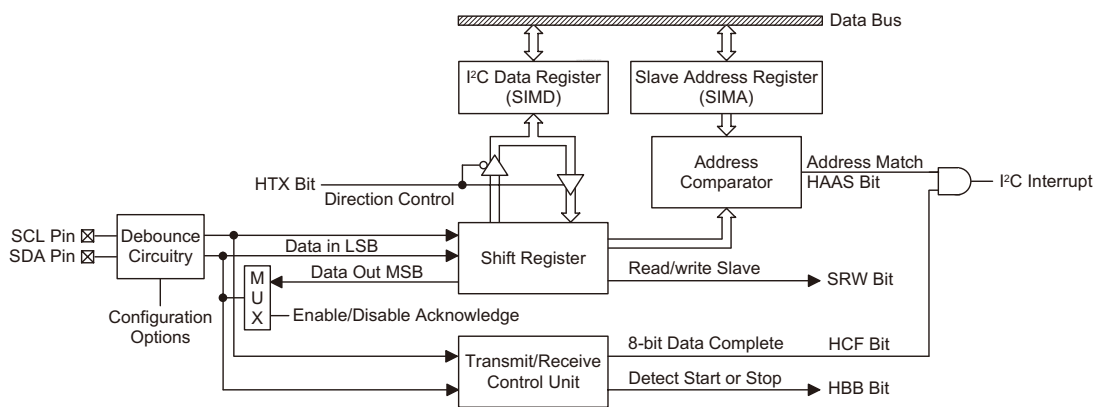 Data Bus
I²C Data Register
(SIMD)
Slave Address Register
(SIMA)
HTX Bit
Direction Control
Address
Comparator
Address Match
HAAS Bit
I²C Interrupt
SCL Pin
SDA Pin
Debounce
Circuitry
Data in LSB
Shift Register
Data Out MSB
Read/write Slave
SRW Bit
M
U
X
Enable/Disable Acknowledge
Configuration
Options
Transmit/Receive
Control Unit
8-bit Data Complete
HCF Bit
Detect Start or Stop
HBB Bit